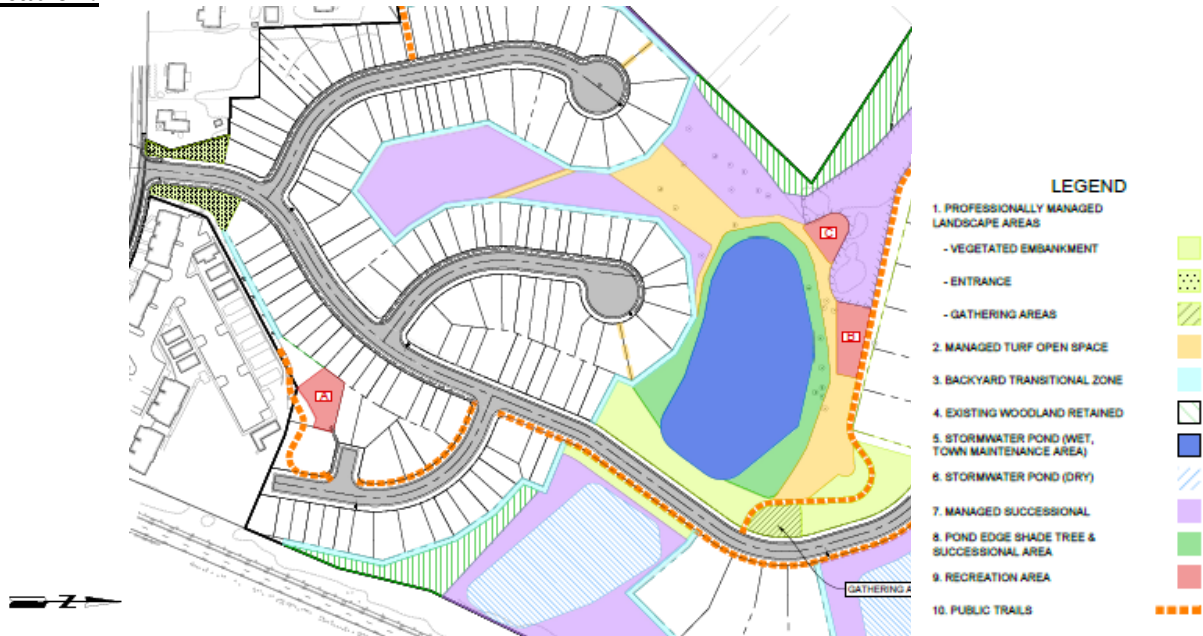 C
B
A
Z
GATHERING A
LEGEND
1. PROFESSIONALLY MANAGED
LANDSCAPE AREAS
- VEGETATED EMBANKMENT
- ENTRANCE
- GATHERING AREAS
2. MANAGED TURF OPEN SPACE
3. BACKYARD TRANSITIONAL ZONE
4. EXISTING WOODLAND RETAINED
5. STORMWATER POND (WET,
TOWN MAINTENANCE AREA)
6. STORMWATER POND (DRY)
7. MANAGED SUCCESSIONAL
8. POND EDGE SHADE TREE &
SUCCESSIONAL AREA
9. RECREATION AREA
10. PUBLIC TRAILS